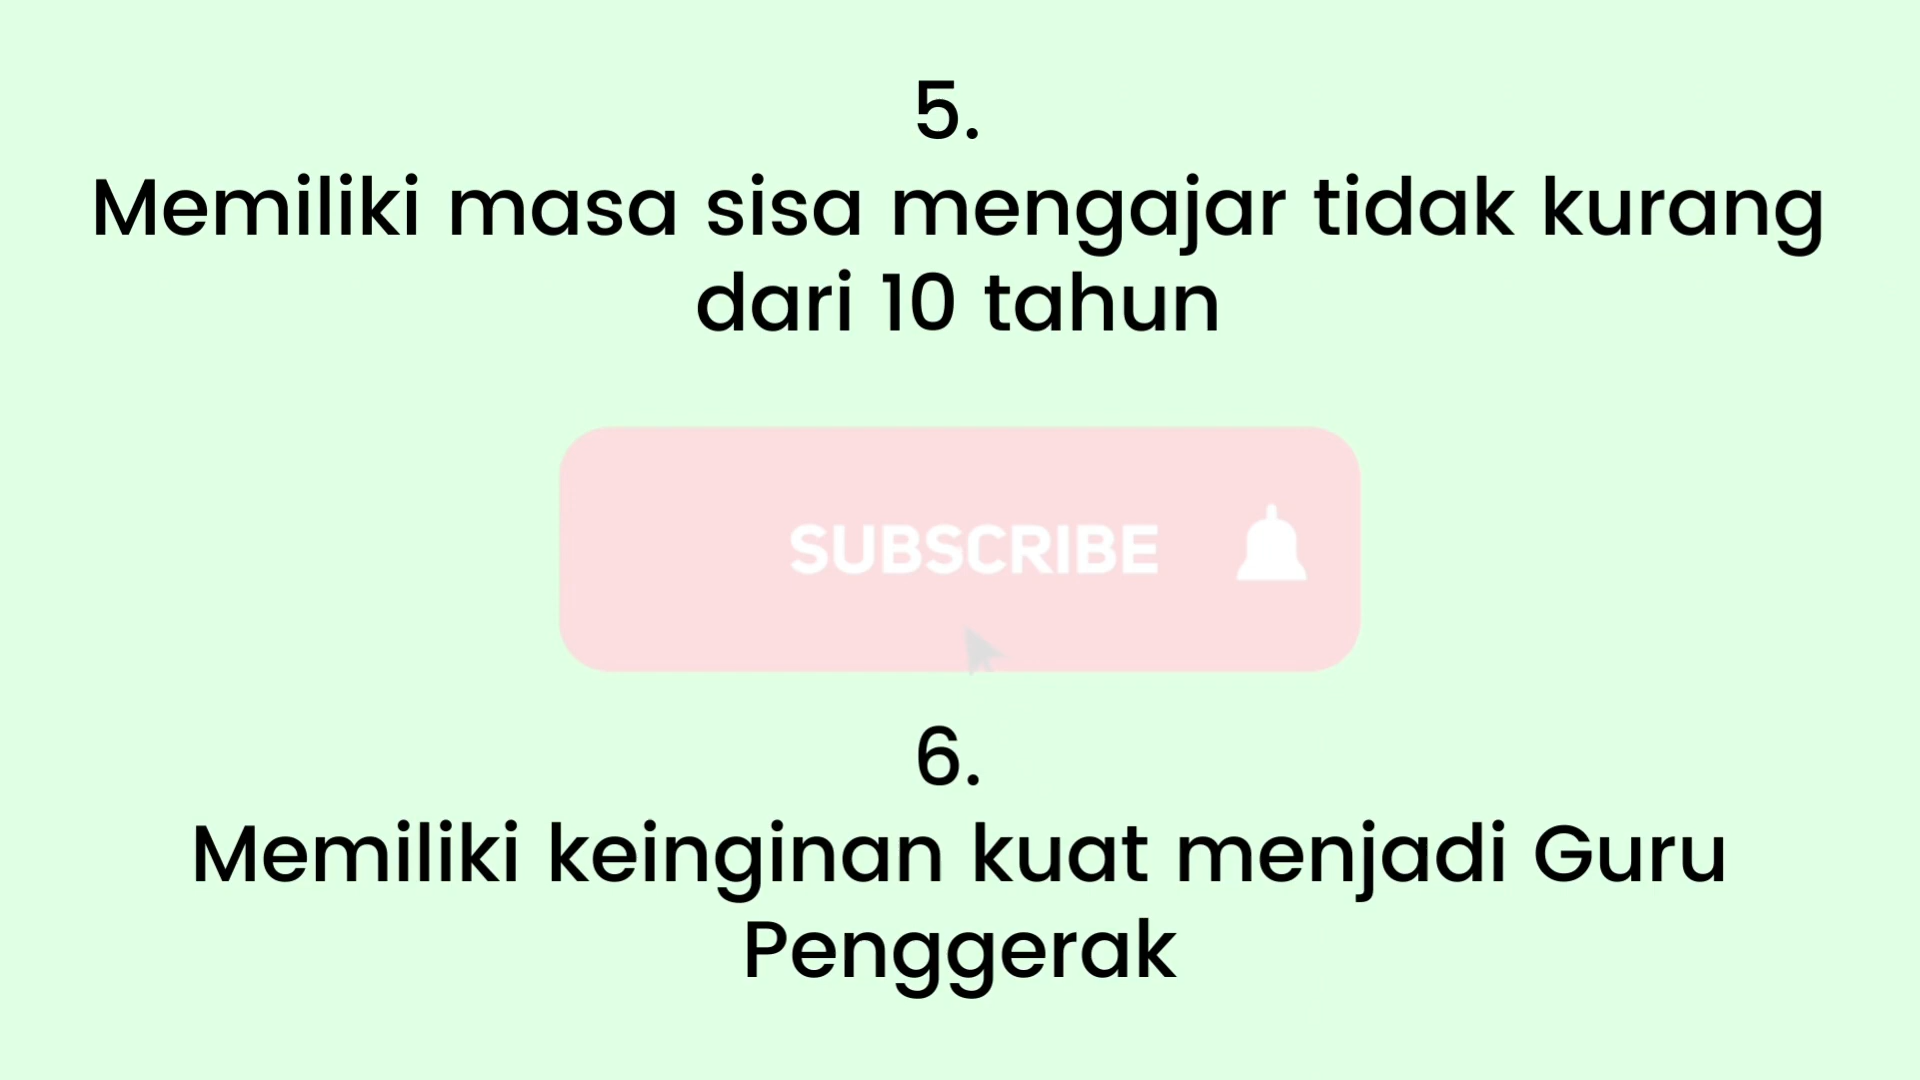 5.
Memiliki masa sisa mengajar tidak kurang
dari 10 tahun
SUBSCRIBE
6.
Memiliki keinginan kuat menjadi Guru
Penggerak